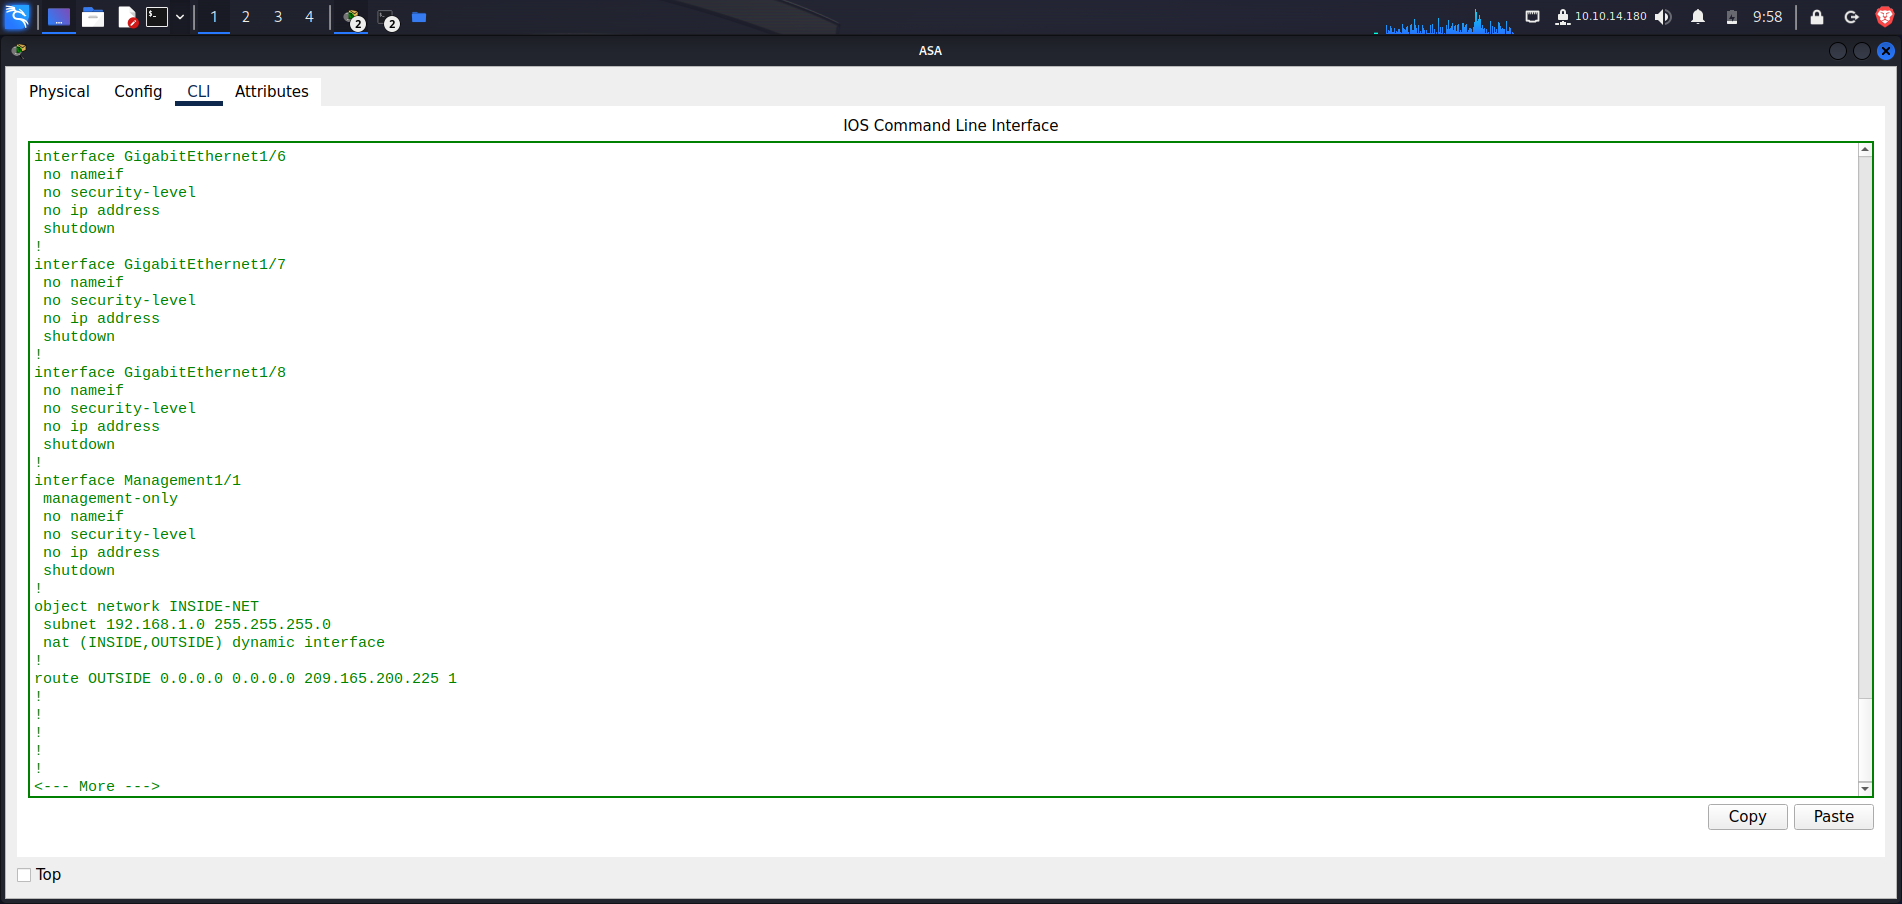 1 2 3 4 2 2 10.10.14.180 9:58
ASA
Physical Config CLI Attributes
IOS Command Line Interface
interface GigabitEthernet1/6
 no nameif
 no security-level
 no ip address
 shutdown
!
interface GigabitEthernet1/7
 no nameif
 no security-level
 no ip address
 shutdown
!
interface GigabitEthernet1/8
 no nameif
 no security-level
 no ip address
 shutdown
!
interface Management1/1
 management-only
 no nameif
 no security-level
 no ip address
 shutdown
!
object network INSIDE-NET
 subnet 192.168.1.0 255.255.255.0
 nat (INSIDE,OUTSIDE) dynamic interface
!
route OUTSIDE 0.0.0.0 0.0.0.0 209.165.200.225 1
!
!
!
!
!
<--- More --->
Copy Paste
Top